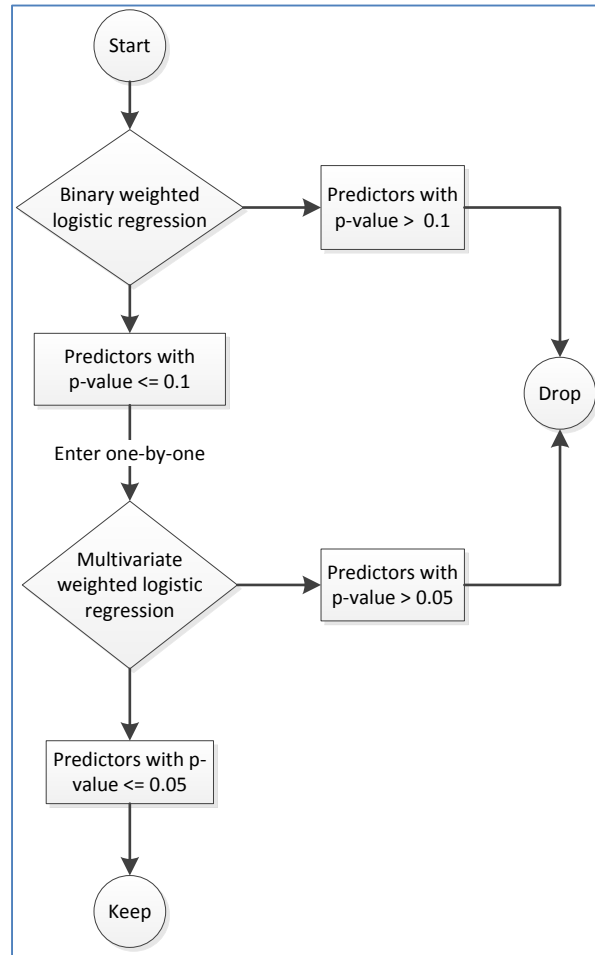 Start
Binary weighted
logistic regression
Predictors with
p-value >  0.1
Predictors with
p-value <= 0.1
Drop
Enter one-by-one
Multivariate
weighted logistic
regression
Predictors with
p-value > 0.05
Predictors with p-
value <= 0.05
Keep